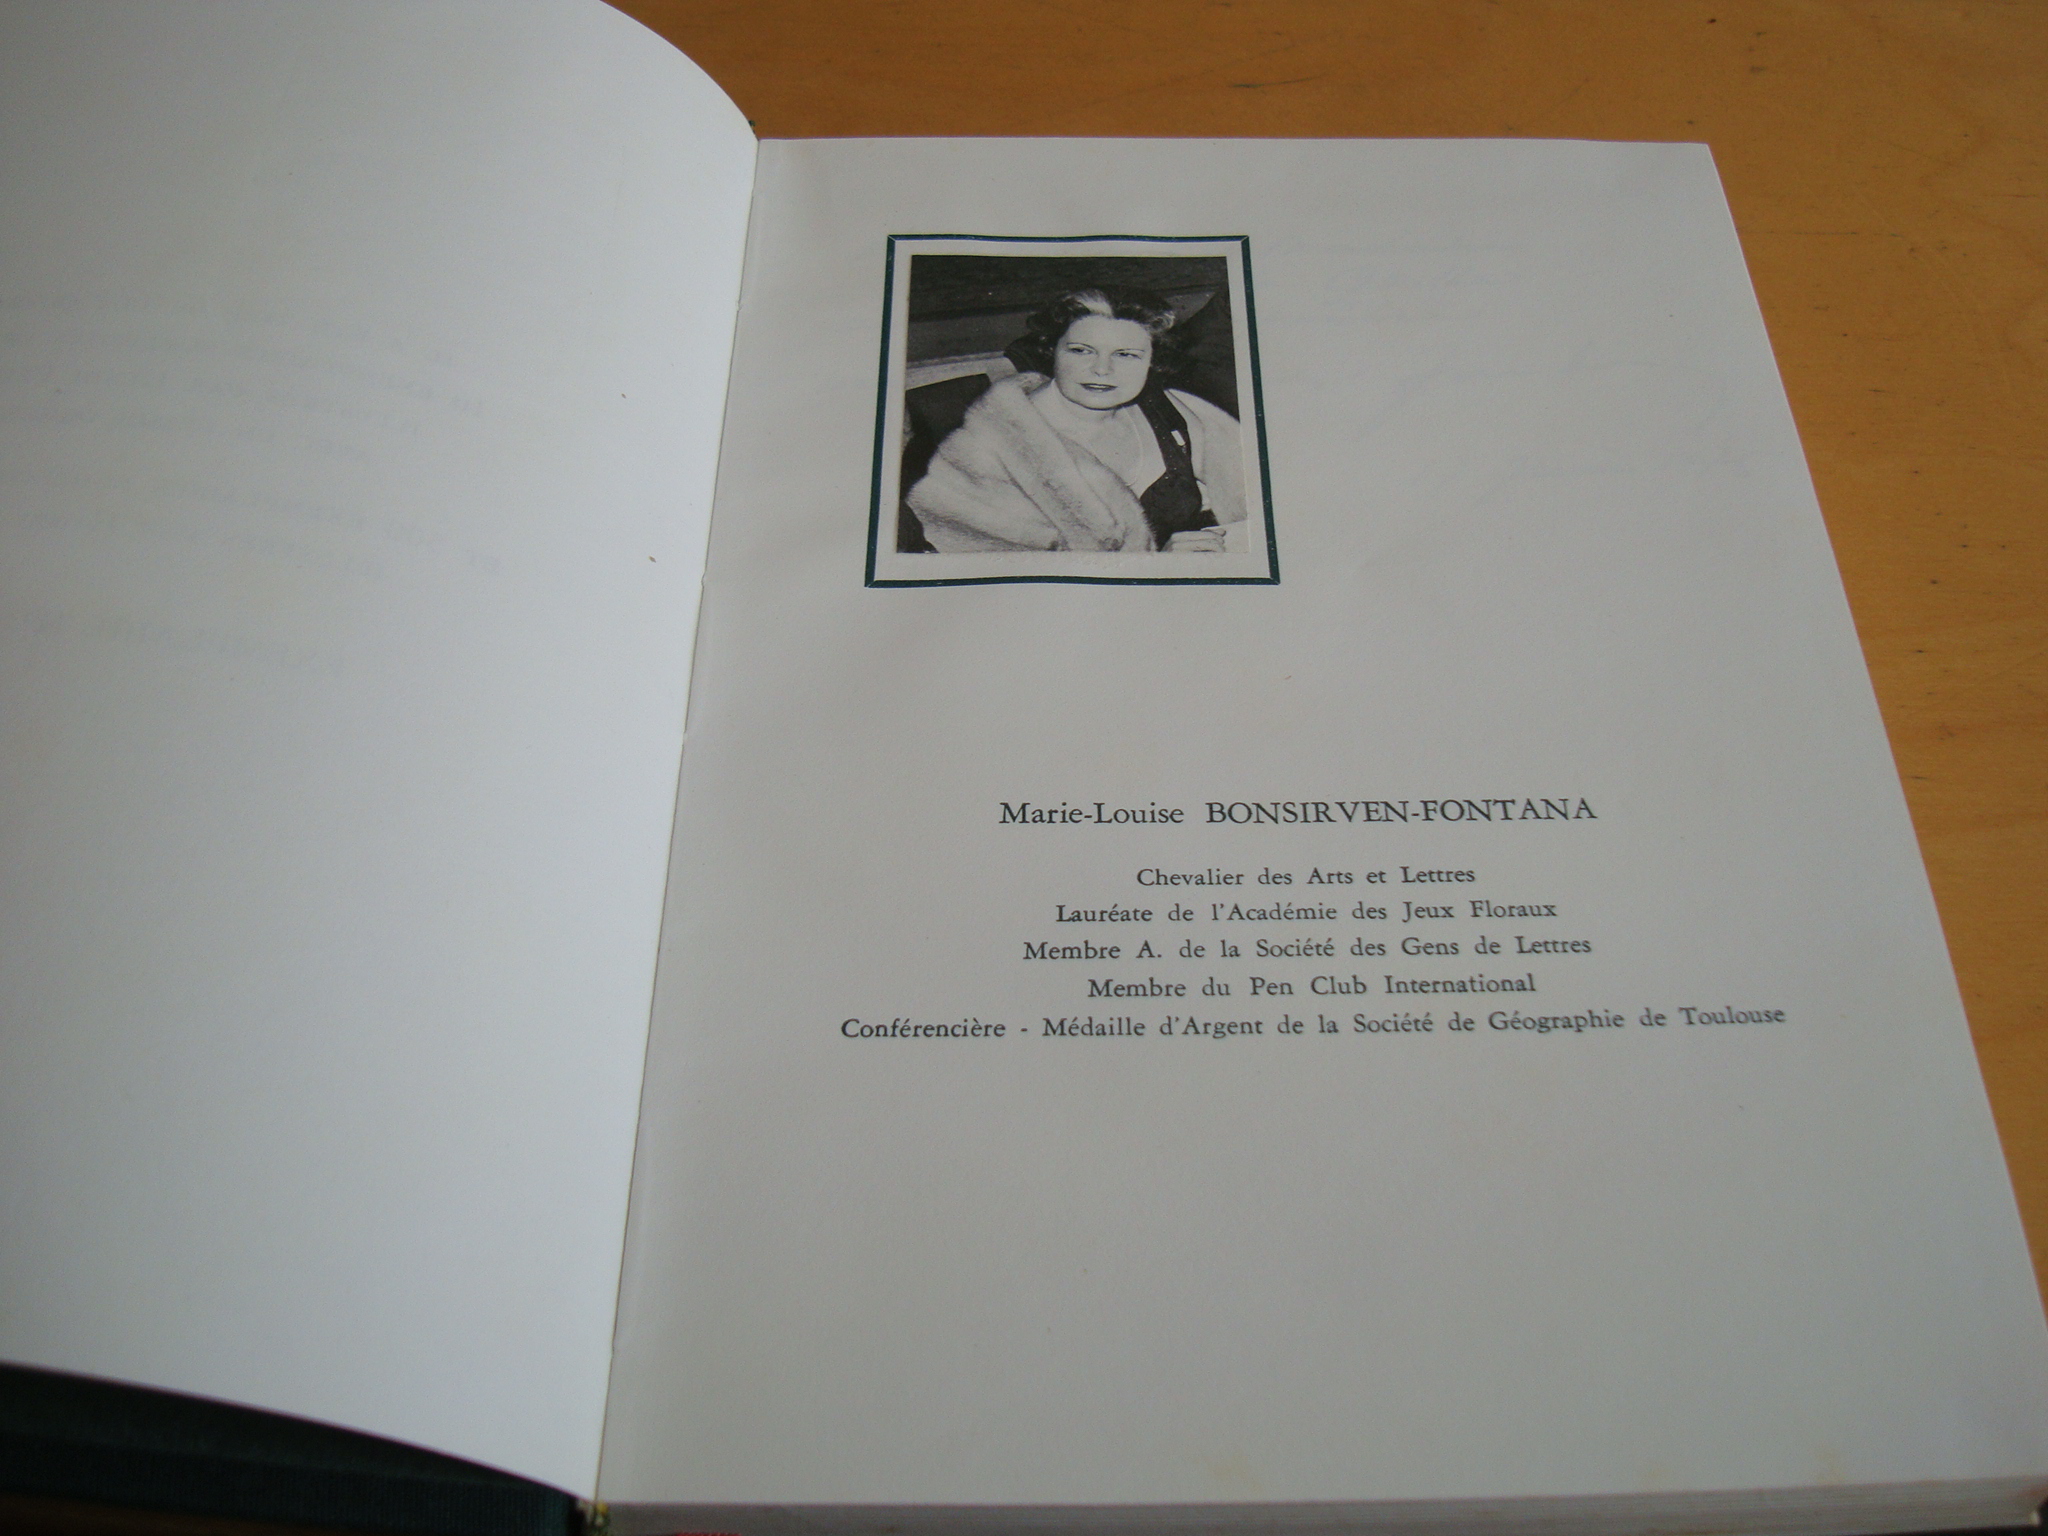 Marie-Louise BONSIRVEN-FONTANA
Chevalier des Arts et Lettres
Lauréate de l'Académie des Jeux Floraux
Membre A. de la Société des Gens de Lettres
Membre du Pen Club International
Conférencière - Médaille d'Argent de la Société de Géographie de Toulouse